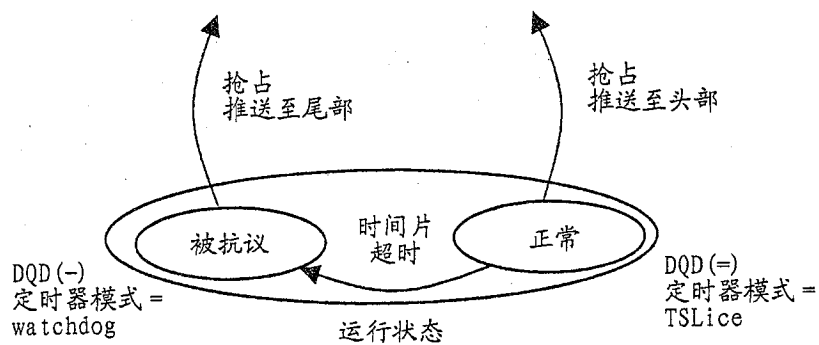 抢占
推送至尾部
抢占
推送至头部
被抗议
时间片
超时
正常
DQD(-)
定时器模式=
watchdog
DQD(=)
定时器模式=
TSLice
运行状态